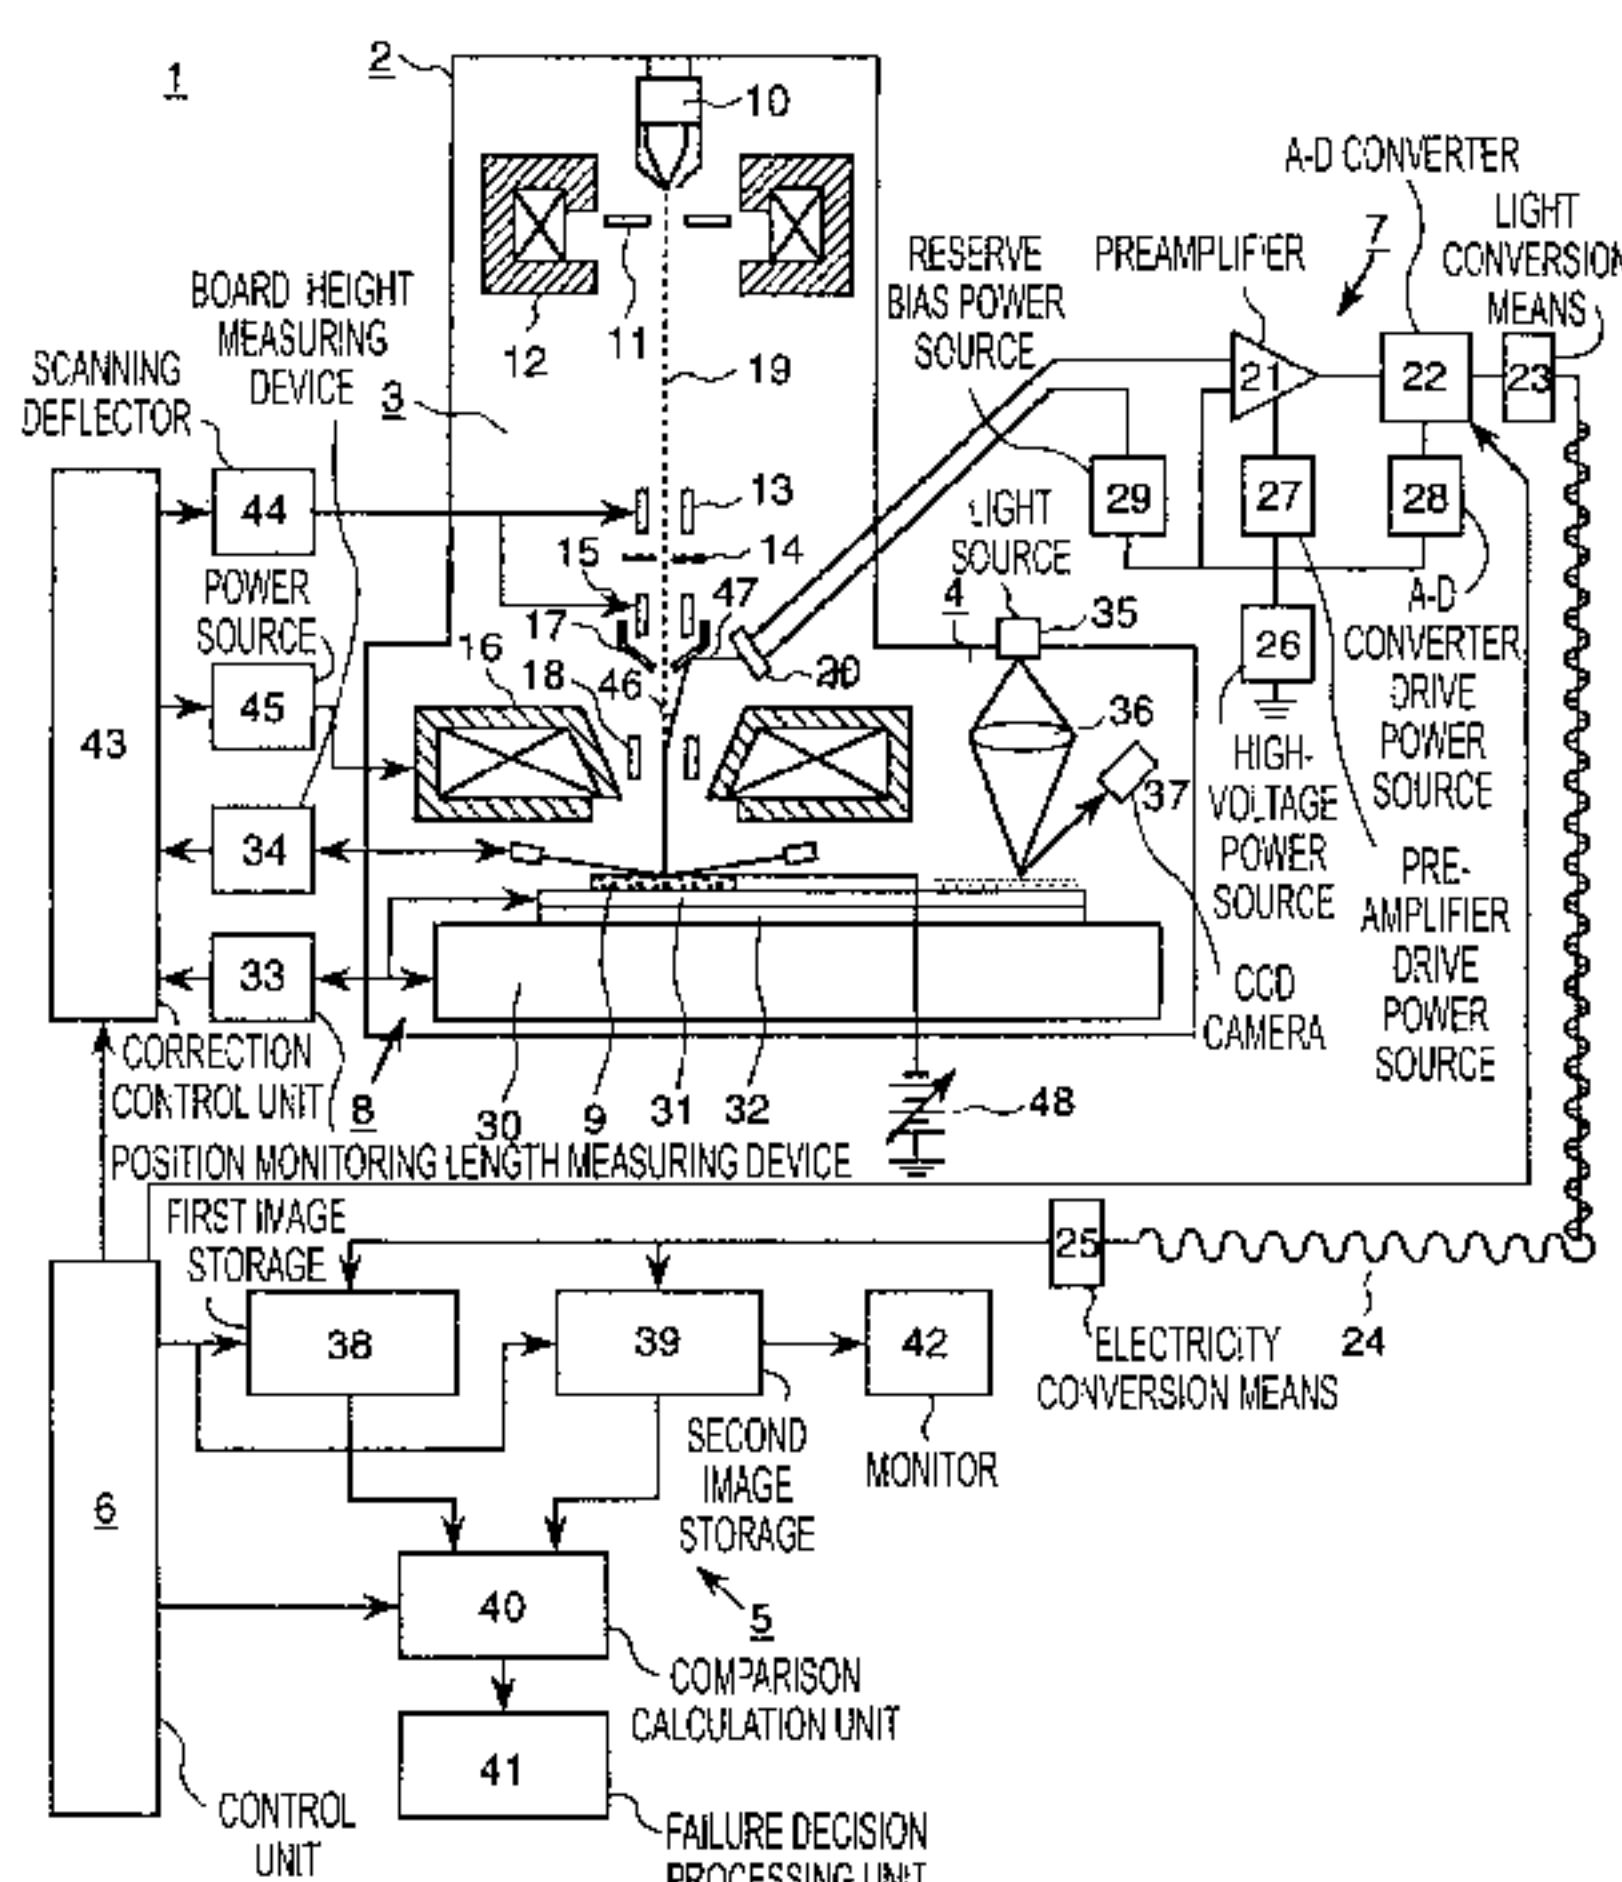 1
2
10
A-D CONVERTER
LIGHT
CONVERSION
MEANS
7
PREAMPLIFIER
RESERVE
BIAS POWER
SOURCE
BOARD HEIGHT
MEASURING
DEVICE
12
11
19
SCANNING
DEFLECTOR
3
21
22
23
44
13
29
27
28
LIGHT
SOURCE
15
14
POWER
SOURCE
17
47
4
35
26
A-D
CONVERTER
DRIVE
POWER
SOURCE
16
18
46
20
43
45
36
37
HIGH-
VOLTAGE
POWER
SOURCE
34
PRE-
AMPLIFIER
DRIVE
POWER
SOURCE
33
CCD
CAMERA
CORRECTION
CONTROL UNIT
8
30
9
31
32
48
POSITION MONITORING LENGTH MEASURING DEVICE
FIRST IMAGE
STORAGE
25
38
39
42
ELECTRICITY
CONVERSION MEANS
24
SECOND
IMAGE
STORAGE
MONITOR
6
40
5
COMPARISON
CALCULATION UNIT
41
CONTROL
UNIT
FAILURE DECISION
PROCESSING UNIT